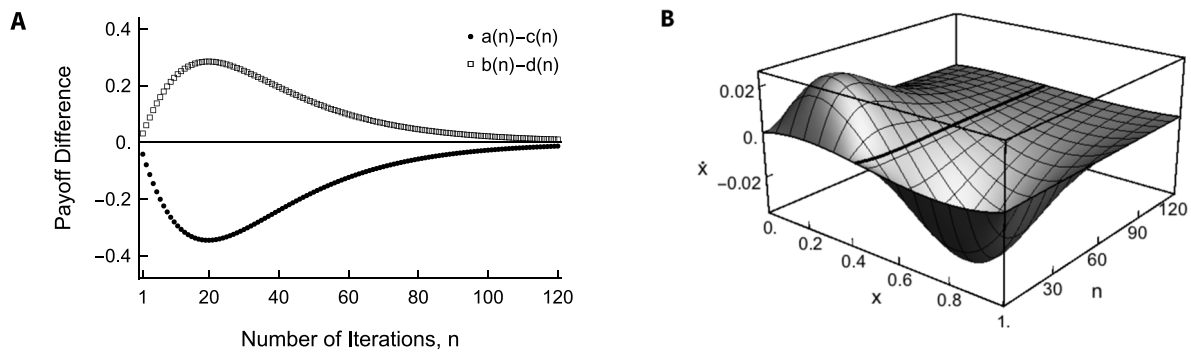 A
Payoff Difference
0.4
0.2
0.
−0.2
−0.4
a(n)−c(n)
b(n)−d(n)
1 20 40 60 80 100 120
Number of Iterations, n
B
ẋ
0.02
0.
−0.02
0. 0.2 0.4 0.6 0.8 1.
x
30 60 90 120
n